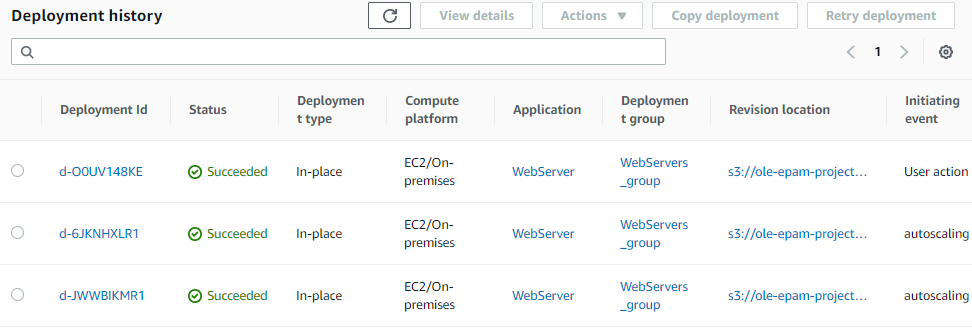 Deployment history
View details
Actions
Copy deployment
Retry deployment
1
Deployment Id
Status
Deploymen
t type
Compute
platform
Application
Deploymen
t group
Revision location
Initiating
event
d-O0UV148KE
Succeeded
In-place
EC2/On-
premises
WebServer
WebServers
_group
s3://ole-epam-project...
User action
d-6JKNHXLR1
Succeeded
In-place
EC2/On-
premises
WebServer
WebServers
_group
s3://ole-epam-project...
autoscaling
d-JWWBIKMR1
Succeeded
In-place
EC2/On-
premises
WebServer
WebServers
_group
s3://ole-epam-project...
autoscaling